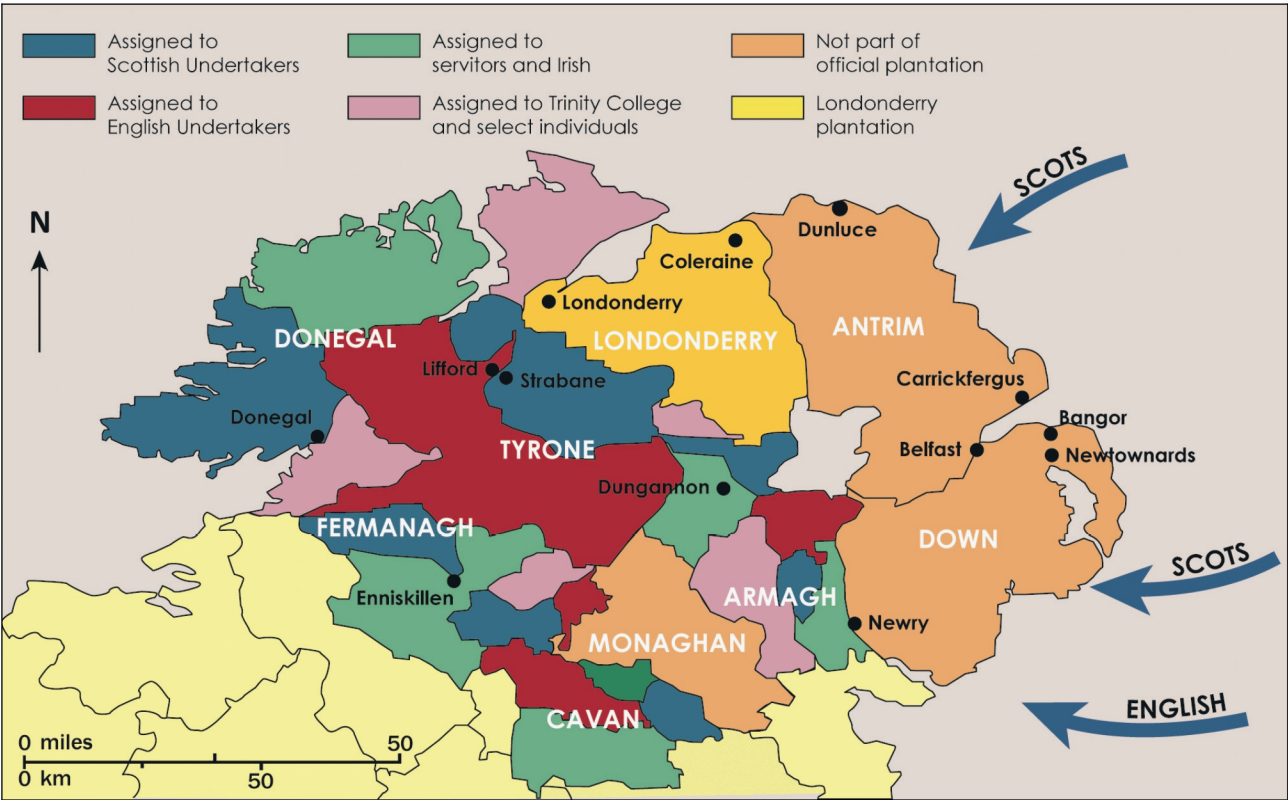 Assigned to
Scottish Undertakers
Assigned to
servitors and Irish
Not part of
official plantation
Assigned to
English Undertakers
Assigned to Trinity College
and select individuals
Londonderry
plantation
SCOTS
N
Dunluce
Coleraine
Londonderry
DONEGAL
LONDONDERRY
ANTRIM
Lifford
Strabane
Carrickfergus
Donegal
Bangor
TYRONE
Belfast
Newtownards
Dungannon
FERMANAGH
DOWN
SCOTS
Enniskillen
ARMAGH
Newry
MONAGHAN
CAVAN
ENGLISH
0 miles 50
0 km 50